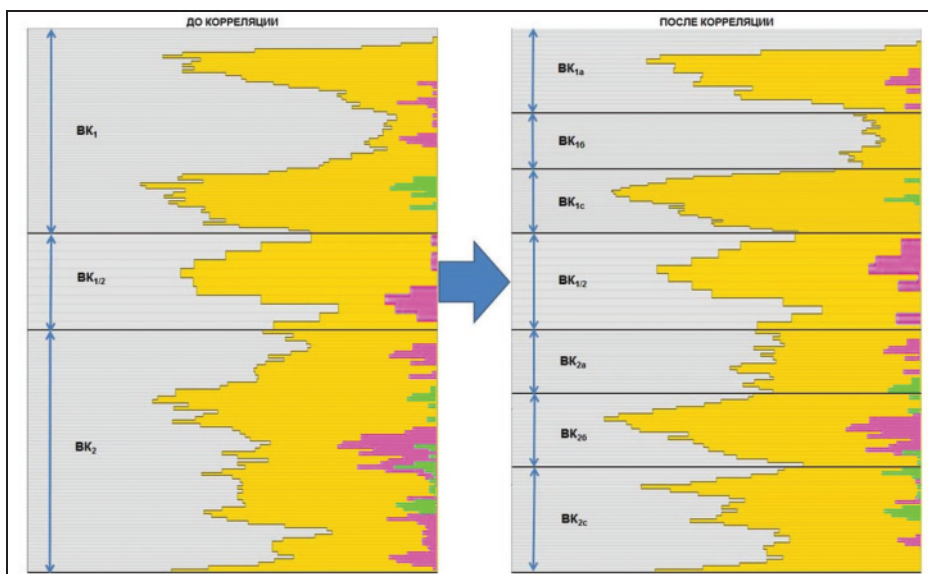 ДО КОРРЕЛЯЦИИ
ВК1
ВК1/2
ВК2
ПОСЛЕ КОРРЕЛЯЦИИ
ВК1а
ВК1б
ВК1с
ВК1/2
ВК2а
ВК2б
ВК2с